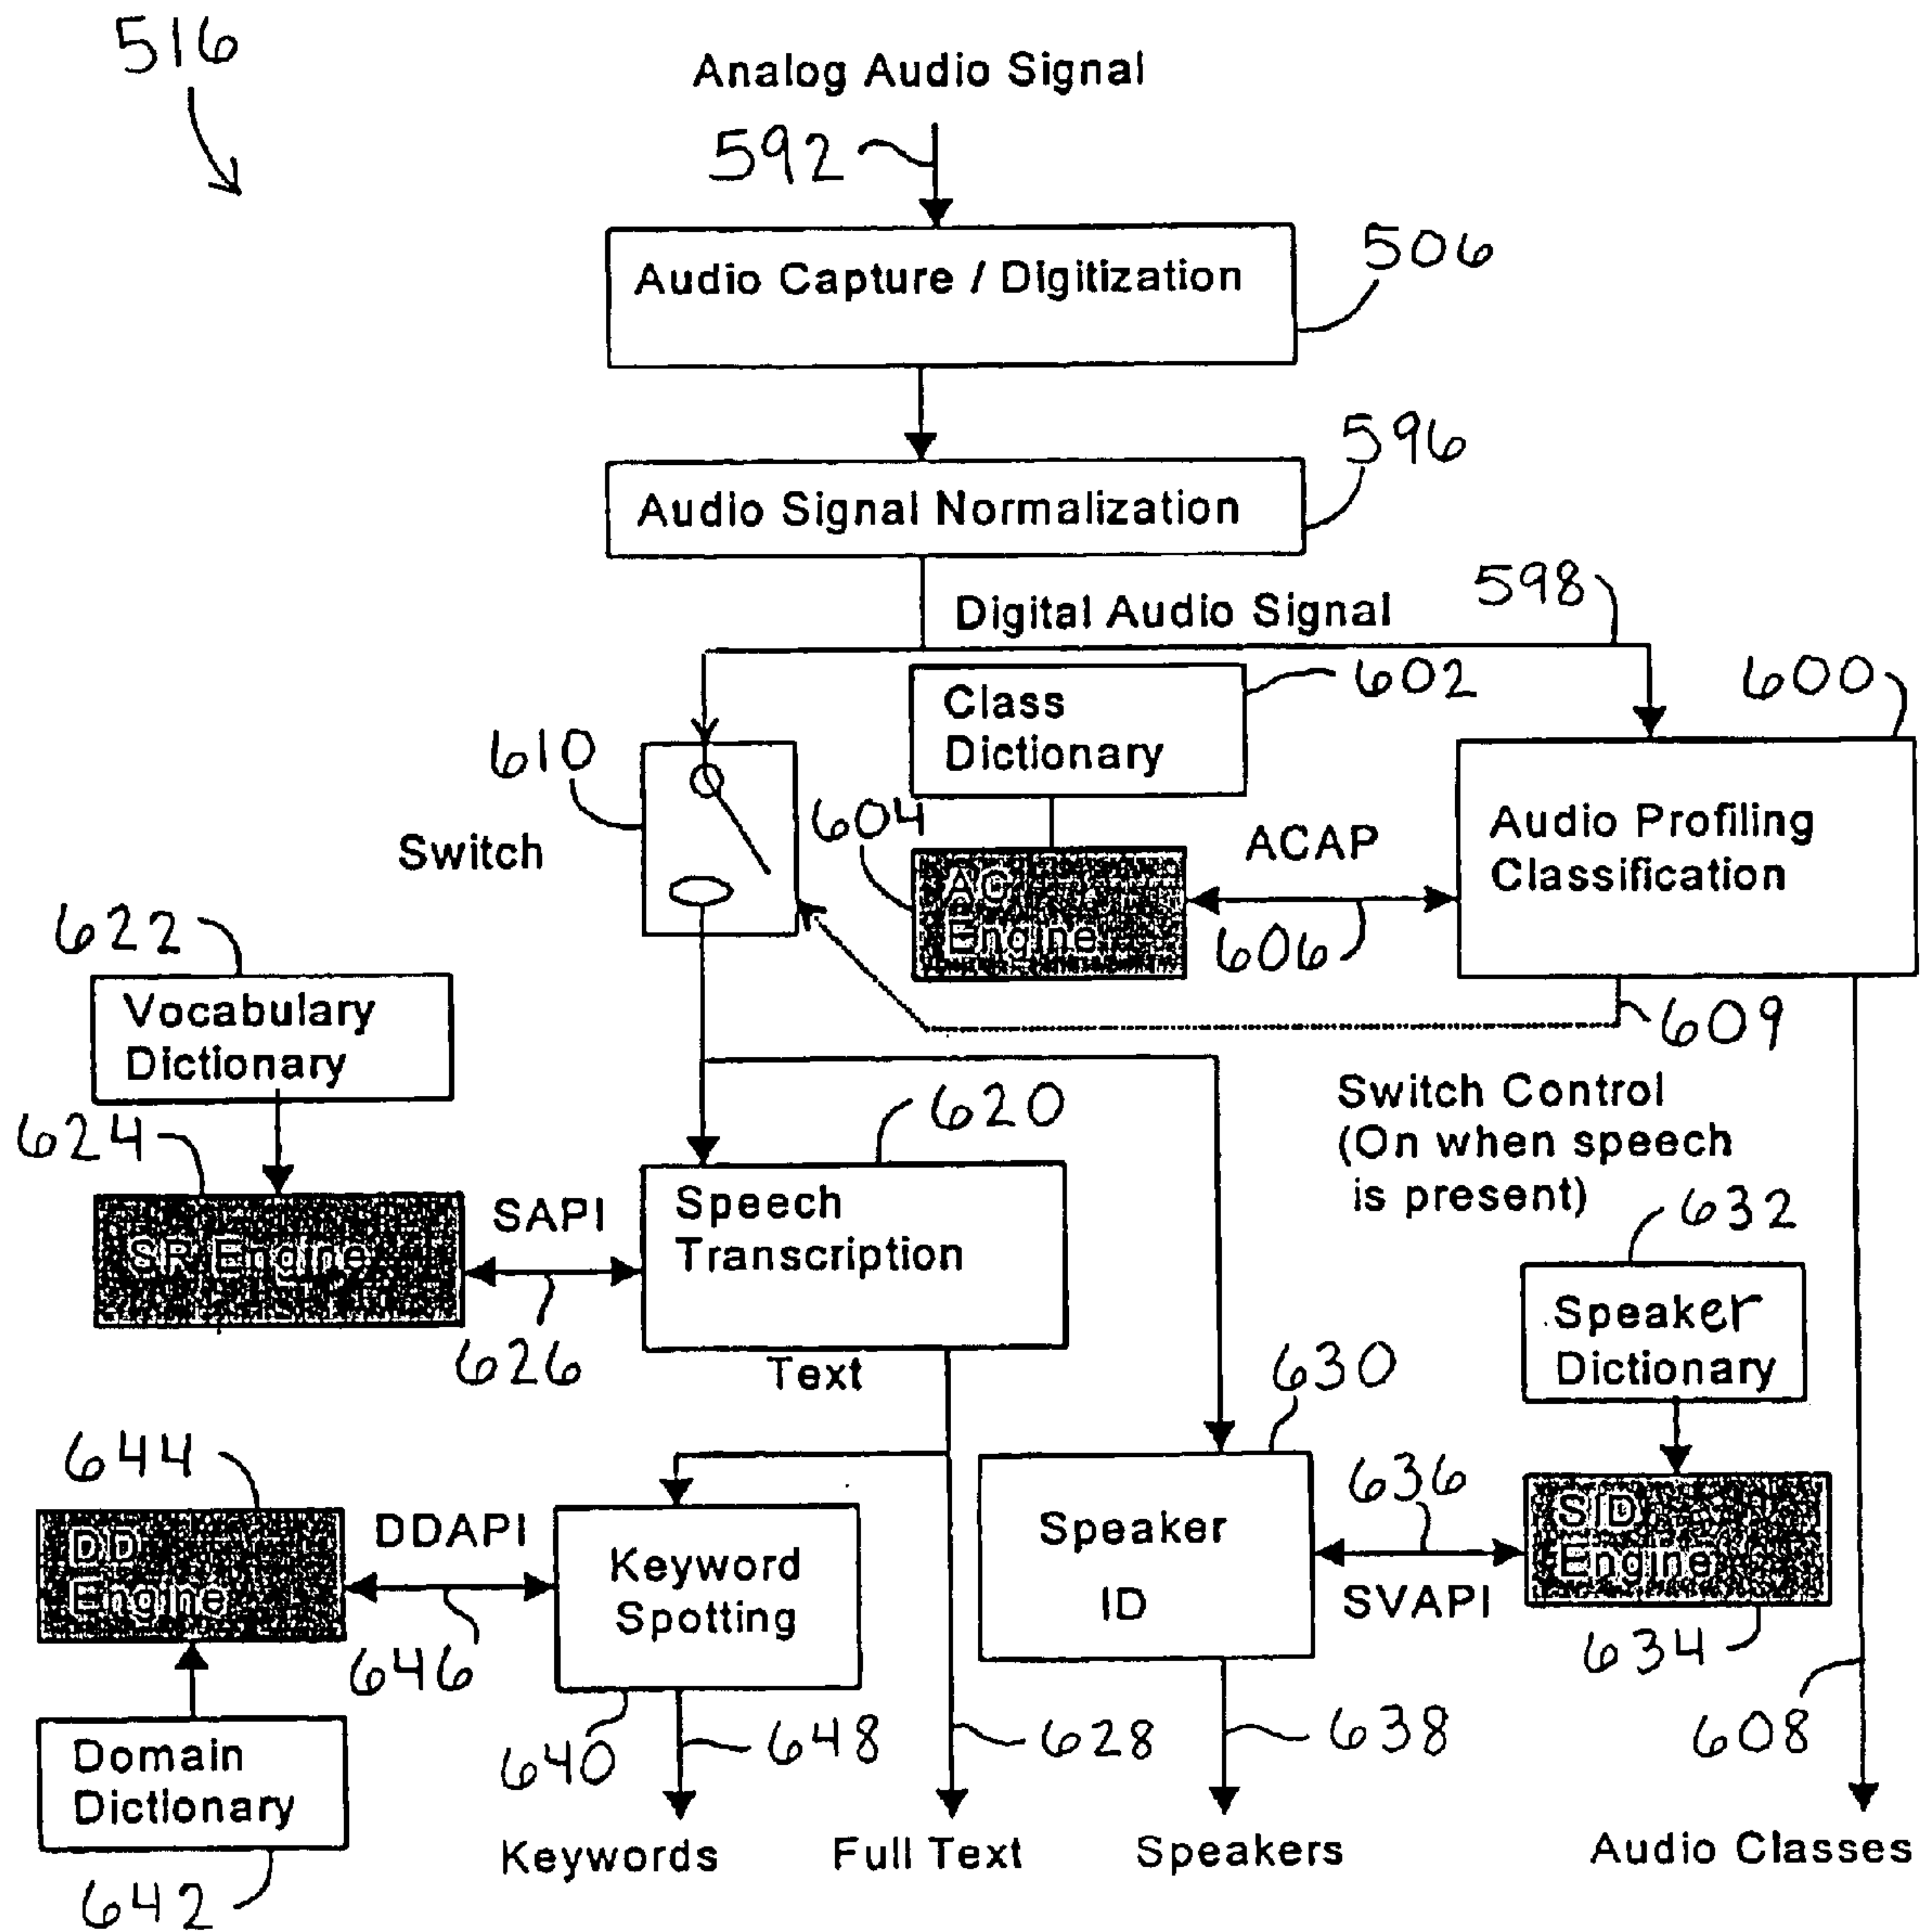 516
Analog Audio Signal
592
Audio Capture / Digitization
506
596
Audio Signal Normalization
598
Digital Audio Signal
602
600
Class
Dictionary
610
604
Switch
ACAP
Audio Profiling
Classification
AC
Engine
606
622
Vocabulary
Dictionary
609
Switch Control
(On when speech
is present)
620
624
SAPI
Speech
Transcription
SR Engine
632
Speaker
Dictionary
626
Text
630
644
636
DD
Engine
DDAPI
Keyword
Spotting
Speaker
ID
SID
Engine
SVAPI
646
634
640
648
628
638
608
Domain
Dictionary
Keywords
Full Text
Speakers
Audio Classes
642